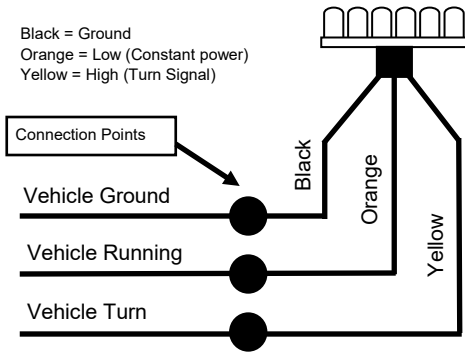 Black = Ground
Orange = Low (Constant power)
Yellow = High (Turn Signal)
Connection Points
Black
Orange
Yellow
Vehicle Ground
Vehicle Running
Vehicle Turn